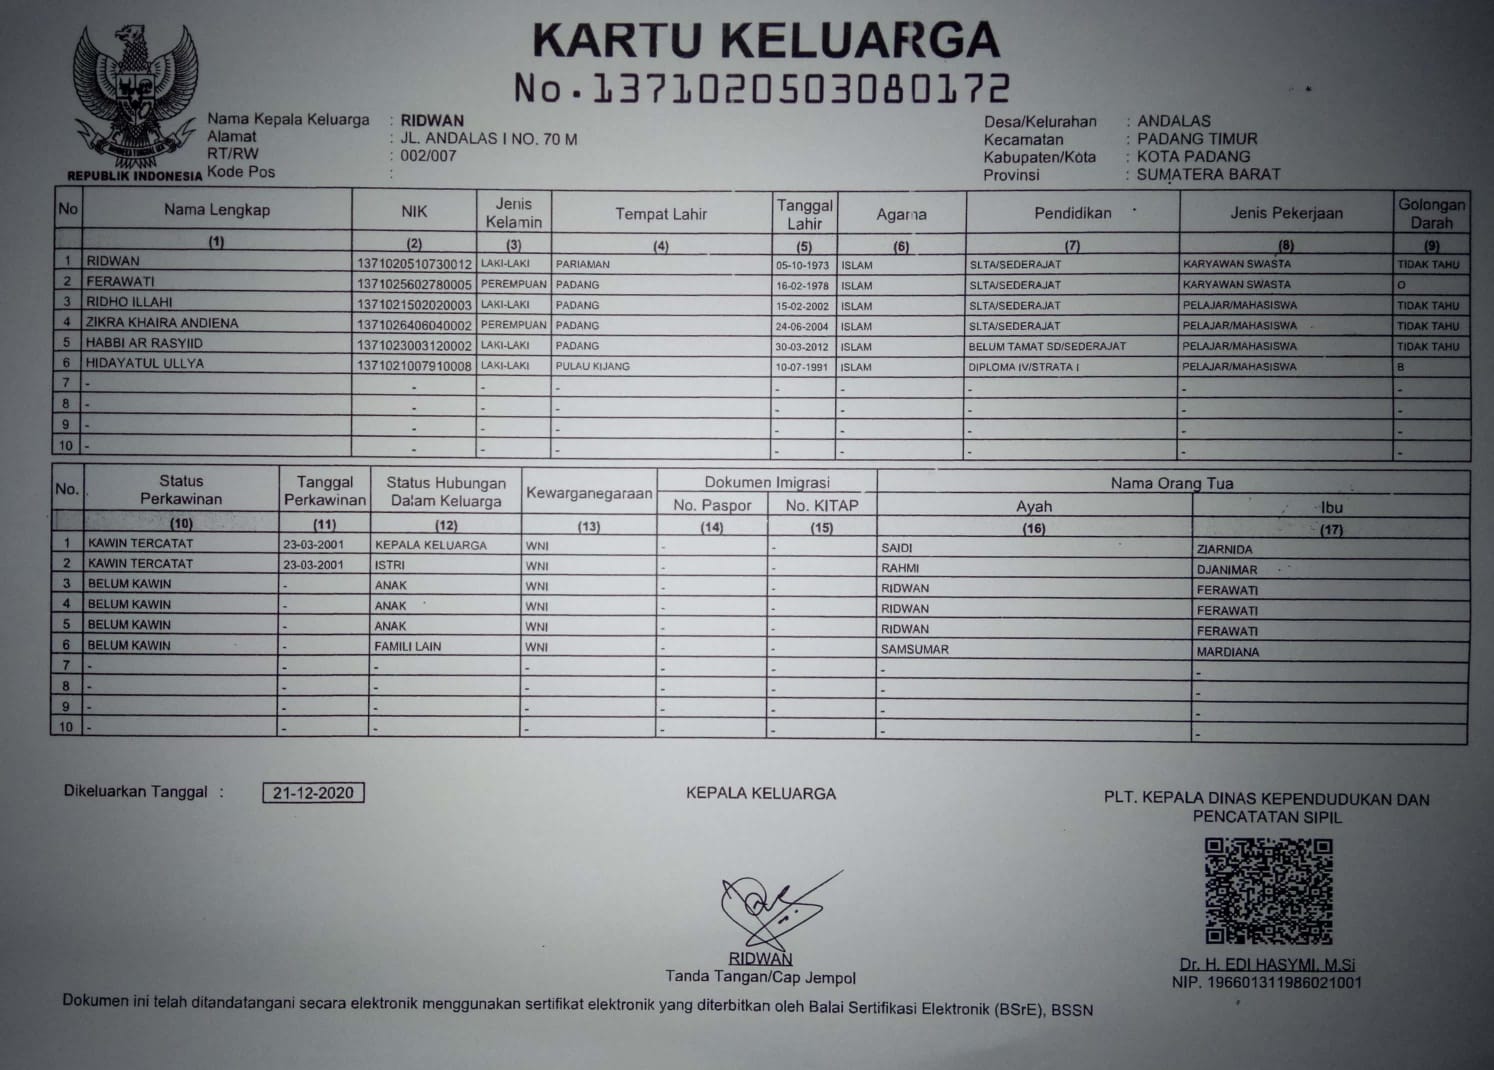 KARTU KELUARGA
No.1371020503080172
REPUBLIK INDONESIA
Nama Kepala Keluarga : RIDWAN
Alamat : JL. ANDALAS I NO. 70 M
RT/RW : 002/007
Kode Pos :
Desa/Kelurahan : ANDALAS
Kecamatan : PADANG TIMUR
Kabupaten/Kota : KOTA PADANG
Provinsi : SUMATERA BARAT
No Nama Lengkap NIK Jenis Kelamin Tempat Lahir Tanggal Lahir Agama Pendidikan Jenis Pekerjaan Golongan Darah
(1) (2) (3) (4) (5) (6) (7) (8) (9)
1 RIDWAN 1371020510730012 LAKI-LAKI PARIAMAN 05-10-1973 ISLAM SLTA/SEDERAJAT KARYAWAN SWASTA TIDAK TAHU
2 FERAWATI 1371025602780005 PEREMPUAN PADANG 16-02-1978 ISLAM SLTA/SEDERAJAT KARYAWAN SWASTA O
3 RIDHO ILLAHI 1371021502020003 LAKI-LAKI PADANG 15-02-2002 ISLAM SLTA/SEDERAJAT PELAJAR/MAHASISWA TIDAK TAHU
4 ZIKRA KHAIRA ANDIENA 1371026406040002 PEREMPUAN PADANG 24-06-2004 ISLAM SLTA/SEDERAJAT PELAJAR/MAHASISWA TIDAK TAHU
5 HABBI AR RASYIID 1371023003120002 LAKI-LAKI PADANG 30-03-2012 ISLAM BELUM TAMAT SD/SEDERAJAT PELAJAR/MAHASISWA TIDAK TAHU
6 HIDAYATUL ULLYA 1371021007910008 LAKI-LAKI PULAU KIJANG 10-07-1991 ISLAM DIPLOMA IV/STRATA I PELAJAR/MAHASISWA B
7 - - - - - - - - -
8 - - - - - - - - -
9 - - - - - - - - -
10 - - - - - - - - -
No. Status Perkawinan Tanggal Perkawinan Status Hubungan Dalam Keluarga Kewarganegaraan Dokumen Imigrasi Nama Orang Tua
No. Paspor No. KITAP Ayah Ibu
(10) (11) (12) (13) (14) (15) (16) (17)
1 KAWIN TERCATAT 23-03-2001 KEPALA KELUARGA WNI - - SAIDI ZIARNIDA
2 KAWIN TERCATAT 23-03-2001 ISTRI WNI - - RAHMI DJANIMAR
3 BELUM KAWIN - ANAK WNI - - RIDWAN FERAWATI
4 BELUM KAWIN - ANAK WNI - - RIDWAN FERAWATI
5 BELUM KAWIN - ANAK WNI - - RIDWAN FERAWATI
6 BELUM KAWIN - FAMILI LAIN WNI - - SAMSUMAR MARDIANA
7 - - - - - - - -
8 - - - - - - - -
9 - - - - - - - -
10 - - - - - - - -
Dikeluarkan Tanggal : 21-12-2020
KEPALA KELUARGA
RIDWAN
Tanda Tangan/Cap Jempol
PLT. KEPALA DINAS KEPENDUDUKAN DAN
PENCATATAN SIPIL
Dr. H. EDI HASYMI, M.Si
NIP. 196601311986021001
Dokumen ini telah ditandatangani secara elektronik menggunakan sertifikat elektronik yang diterbitkan oleh Balai Sertifikasi Elektronik (BSrE), BSSN